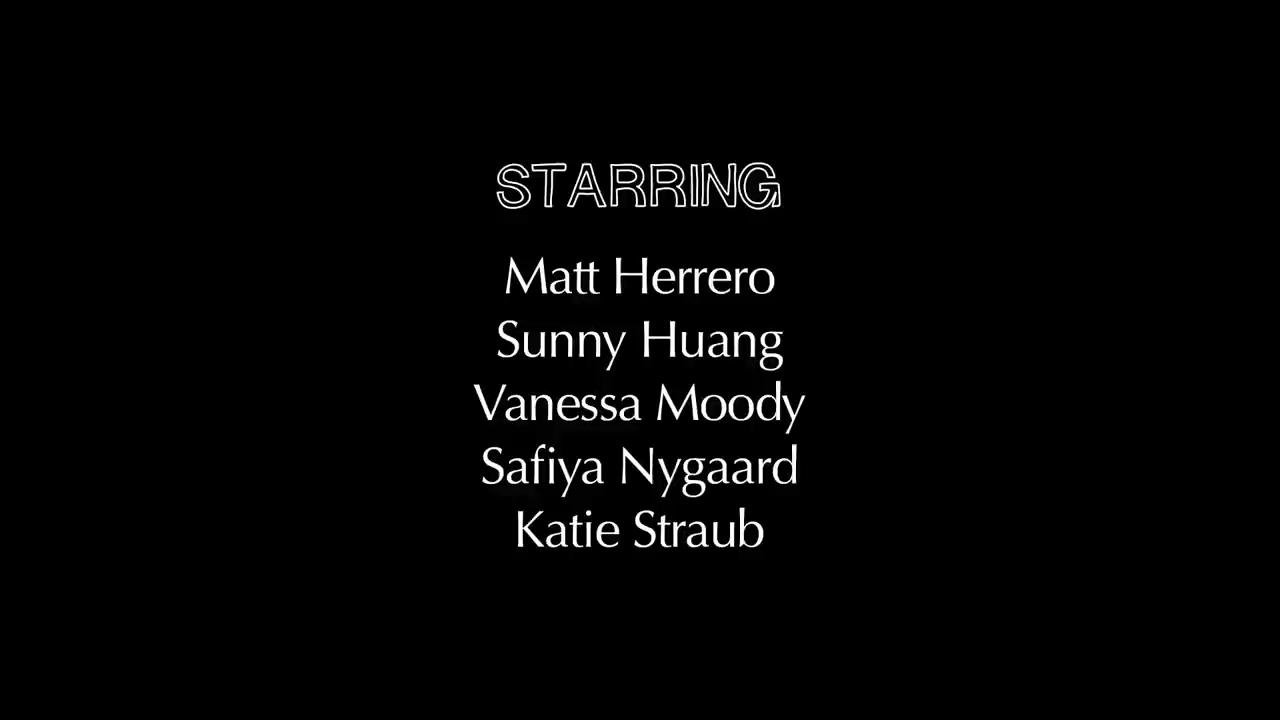 STARRING
Matt Herrero
Sunny Huang
Vanessa Moody
Safiya Nygaard
Katie Straub